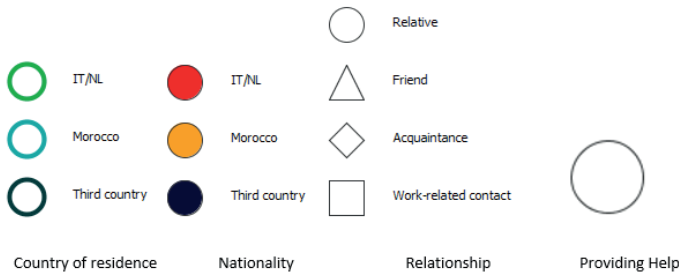 Relative
IT/NL IT/NL Friend
Morocco Morocco Acquaintance
Third country Third country Work-related contact
Country of residence Nationality Relationship Providing Help